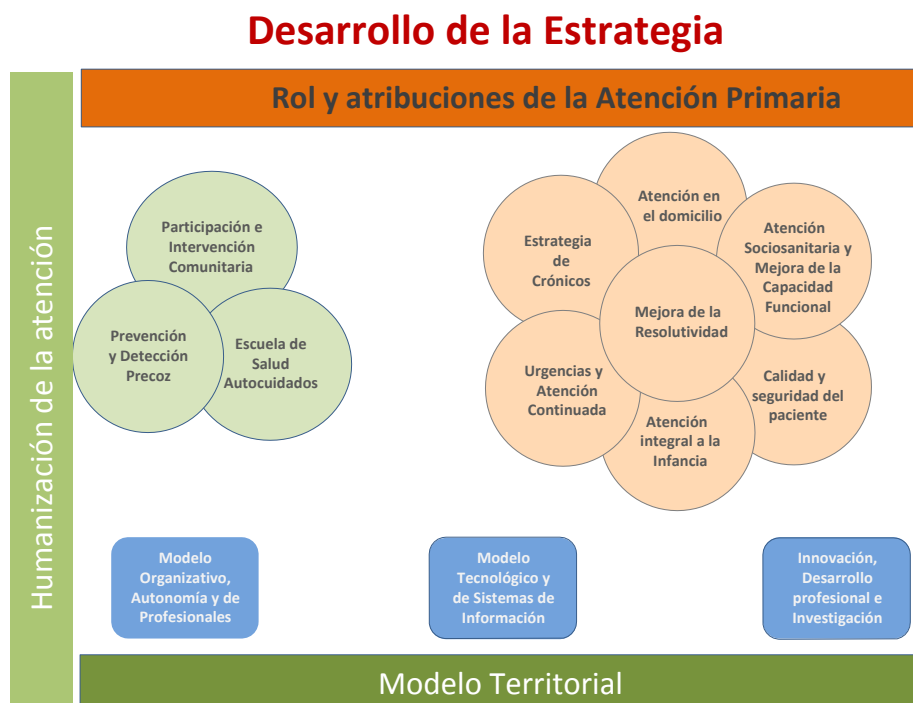 Desarrollo de la Estrategia
Rol y atribuciones de la Atención Primaria
Humanización de la atención
Participación e
Intervención
Comunitaria
Prevención
y Detección
Precoz
Escuela de
Salud
Autocuidados
Atención en
el domicilio
Estrategia
de
Crónicos
Atención
Sociosanitaria y
Mejora de la
Capacidad
Funcional
Mejora de la
Resolutividad
Urgencias y
Atención
Continuada
Calidad y
seguridad del
paciente
Atención
integral a la
Infancia
Modelo
Organizativo,
Autonomía y de
Profesionales
Modelo
Tecnológico y
de Sistemas de
Información
Innovación,
Desarrollo
profesional e
Investigación
Modelo Territorial